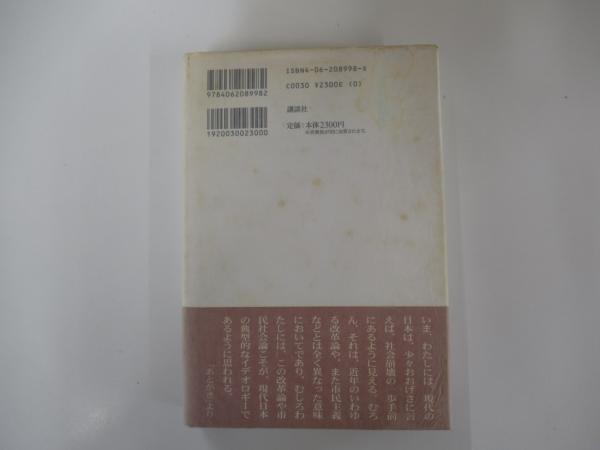 ISBN4-06-208998-8
C0030 ¥2300E (0)
9784062089982
講談社
1920030023000
定価：本体2300円
いま、わたしには、現代の
日本は、少々おおげさに言
えば、社会崩壊の一歩手前
にあるように見える。むろ
ん、それは、近年のいわゆ
る改革論や、また市民主義
などとは全く異なった意味
においてであり、むしろわ
たしには、この改革論や市
民社会論こそが、現代日本
の典型的なイデオロギーで
あるように思われる。
「あとがき」より